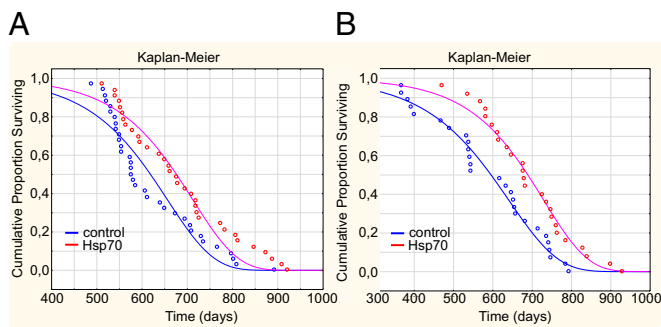 A
Kaplan-Meier
Cumulative Proportion Surviving
1,0
0,8
0,6
0,4
0,2
0,0
control
Hsp70
400 500 600 700 800 900 1000
Time (days)
B
Kaplan-Meier
Cumulative Proportion Surviving
1,0
0,8
0,6
0,4
0,2
0,0
control
Hsp70
300 400 500 600 700 800 900 1000
Time (days)